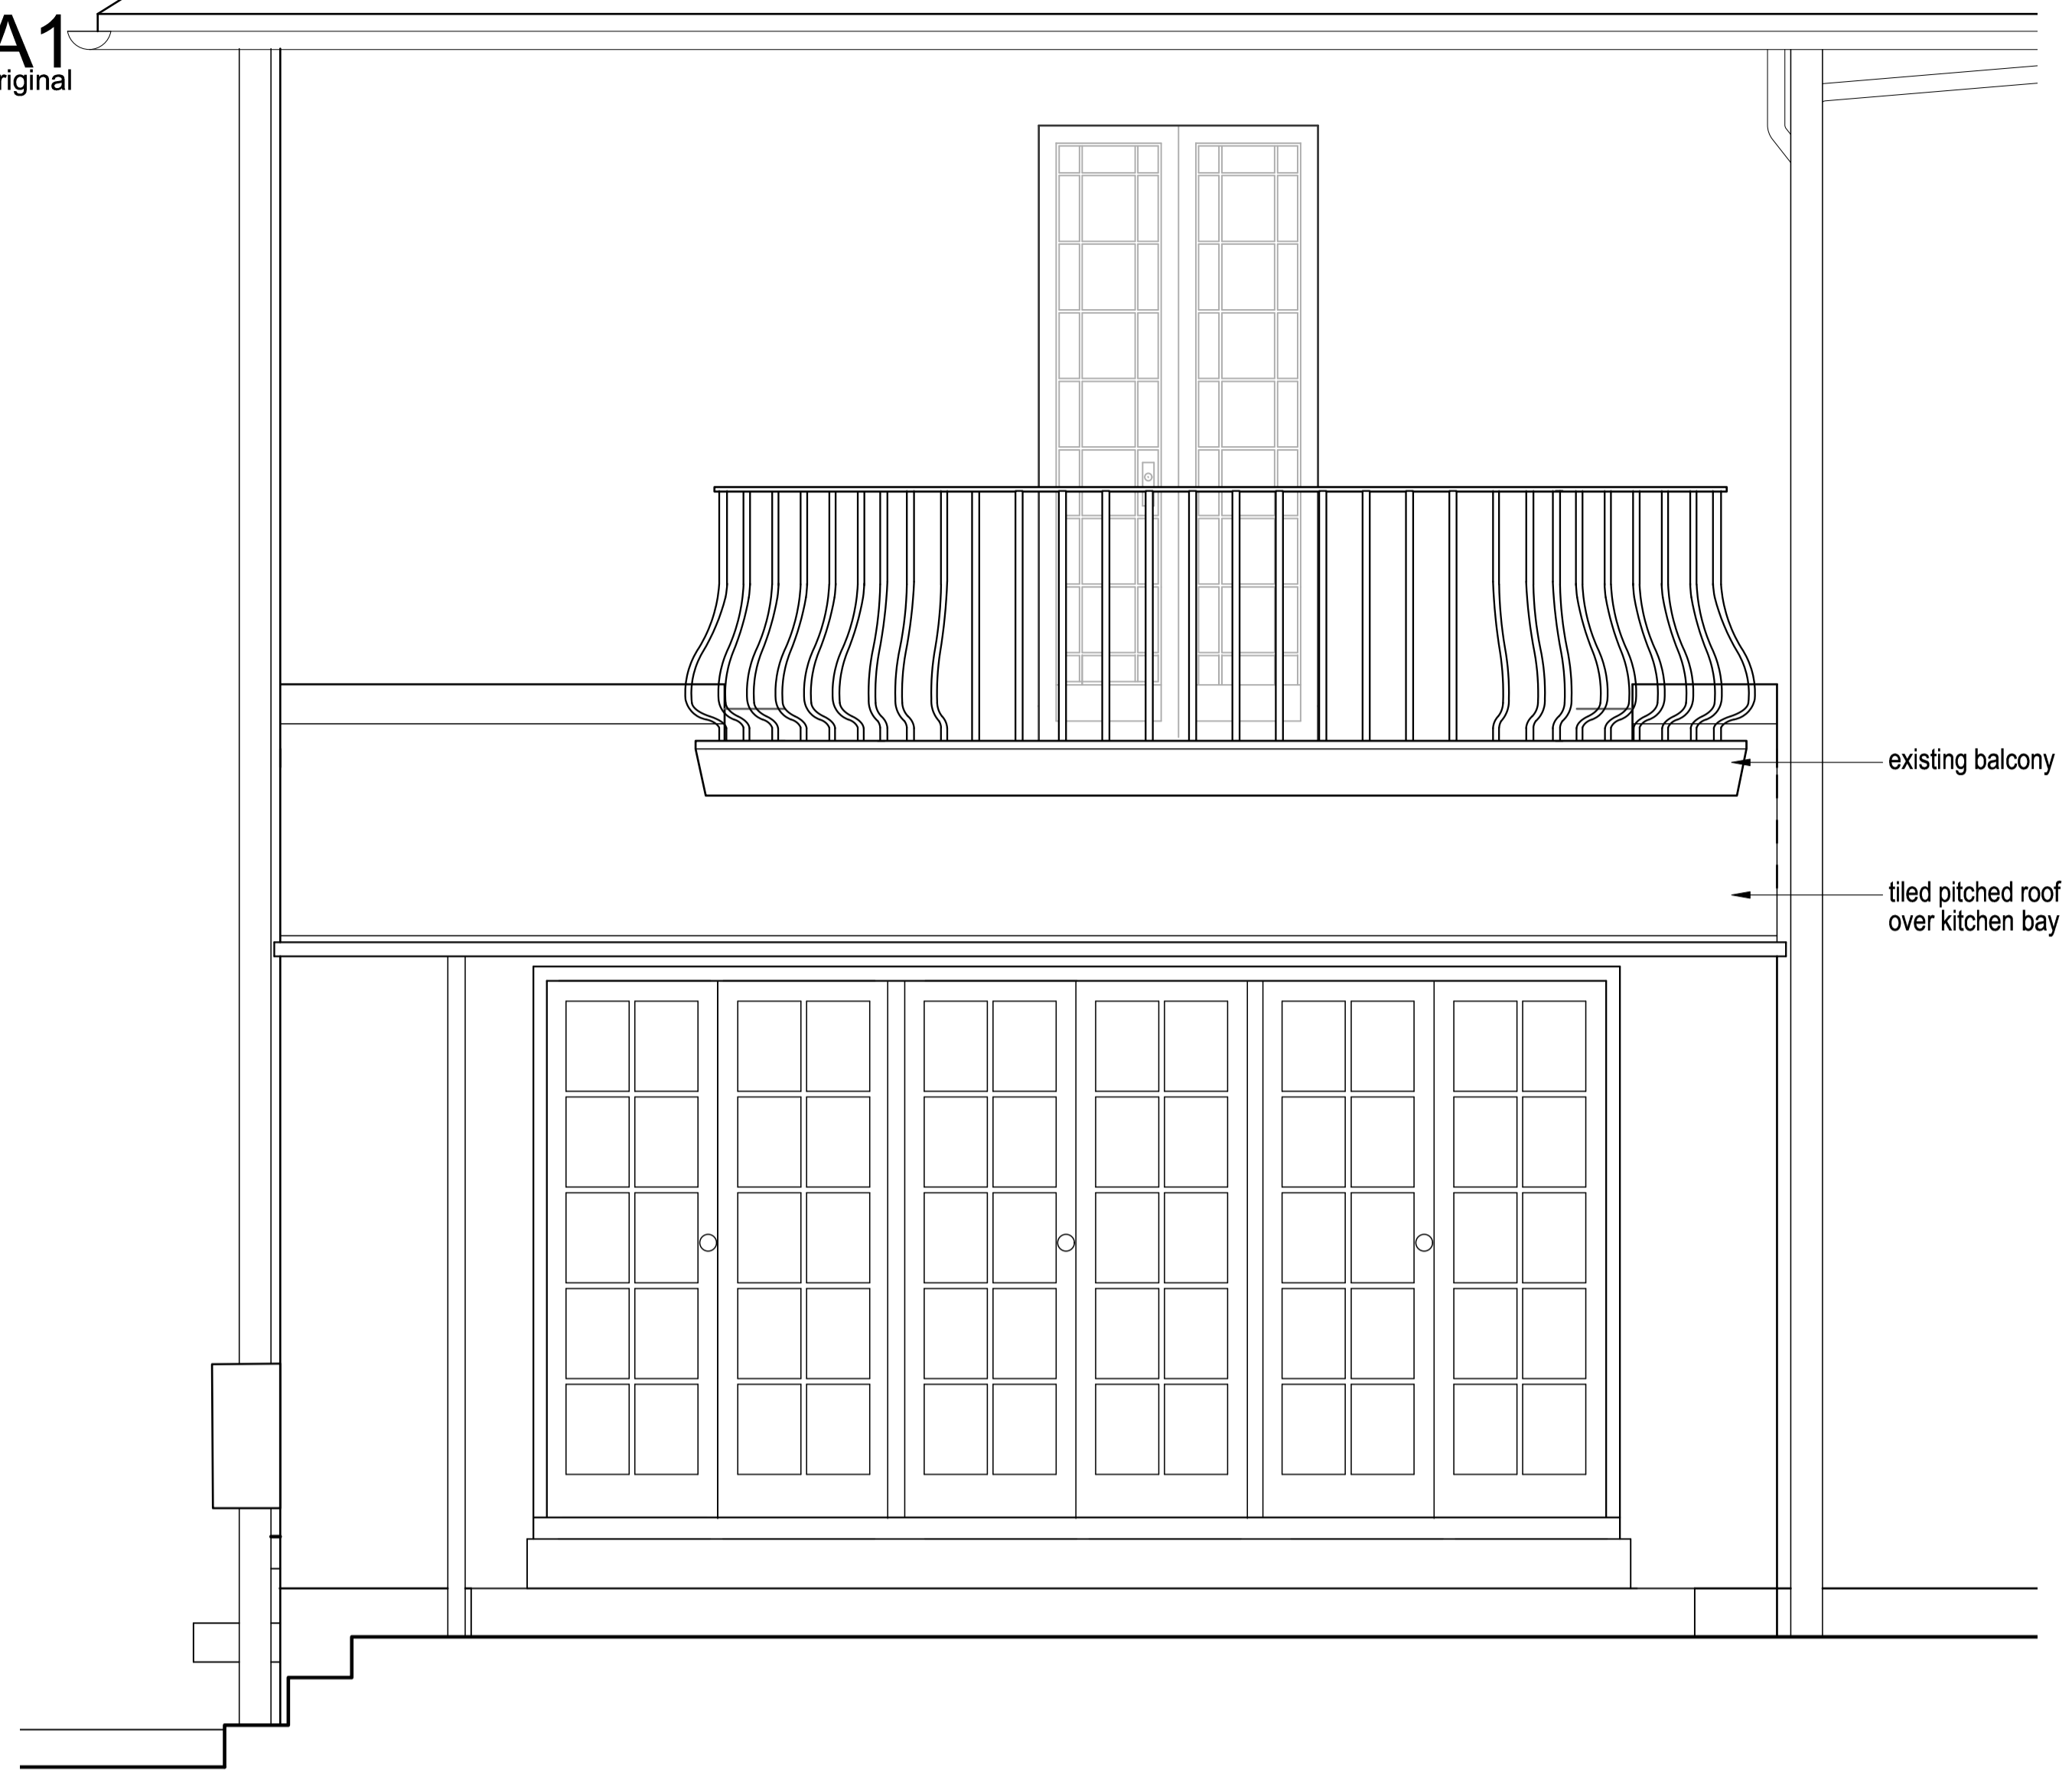 A1
riginal
existing balcony
tiled pitched roof
over kitchen bay